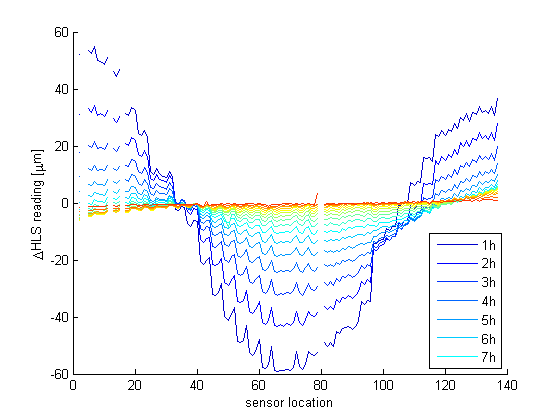 60
40
20
0
-20
-40
-60
ΔHLS reading [μm]
0 20 40 60 80 100 120 140
sensor location
1h
2h
3h
4h
5h
6h
7h